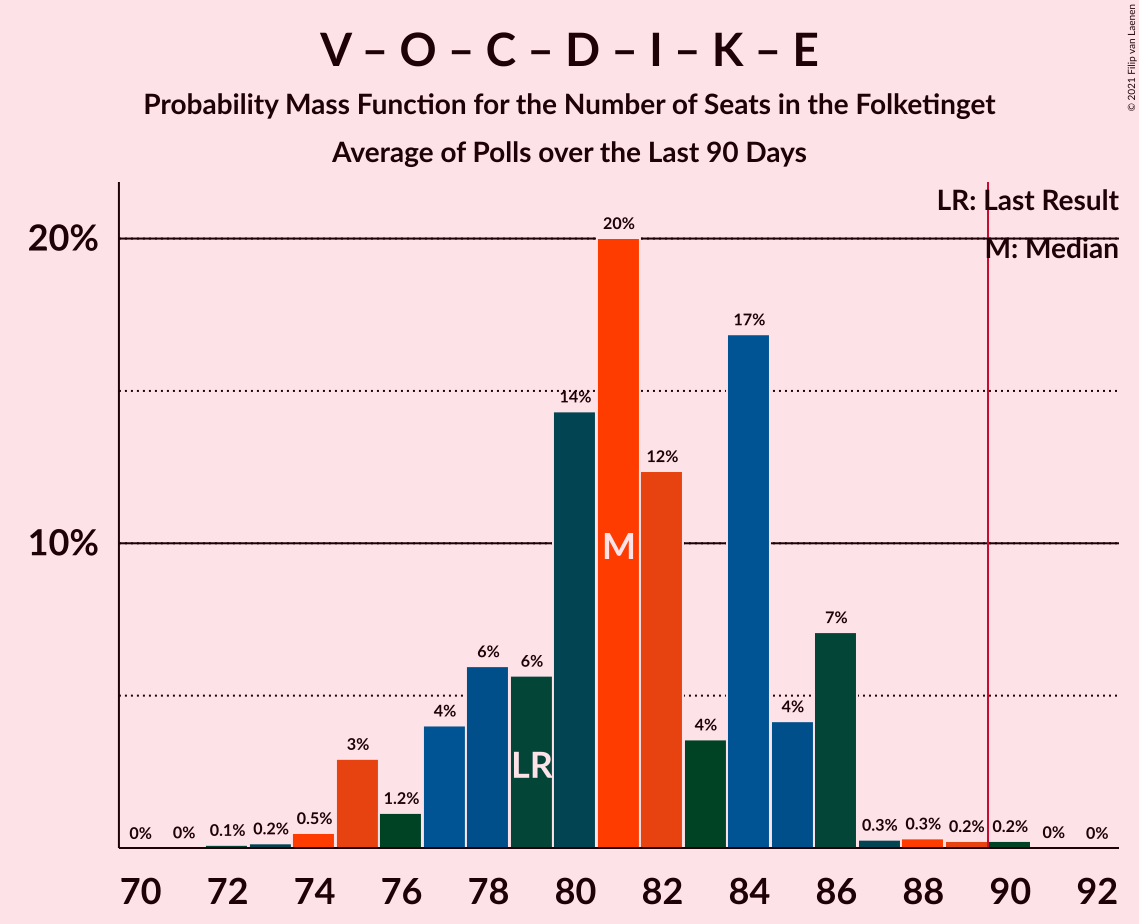 V – O – C – D – I – K – E
Probability Mass Function for the Number of Seats in the Folketinget
Average of Polls over the Last 90 Days
© 2021 Filip van Laenen
LR: Last Result
M: Median
20%
10%
0% 0% 0.1% 0.2% 0.5% 3% 1.2% 4% 6% 6% 14% 20% 12% 4% 17% 4% 7% 0.3% 0.3% 0.2% 0.2% 0% 0%
M
LR
70 72 74 76 78 80 82 84 86 88 90 92